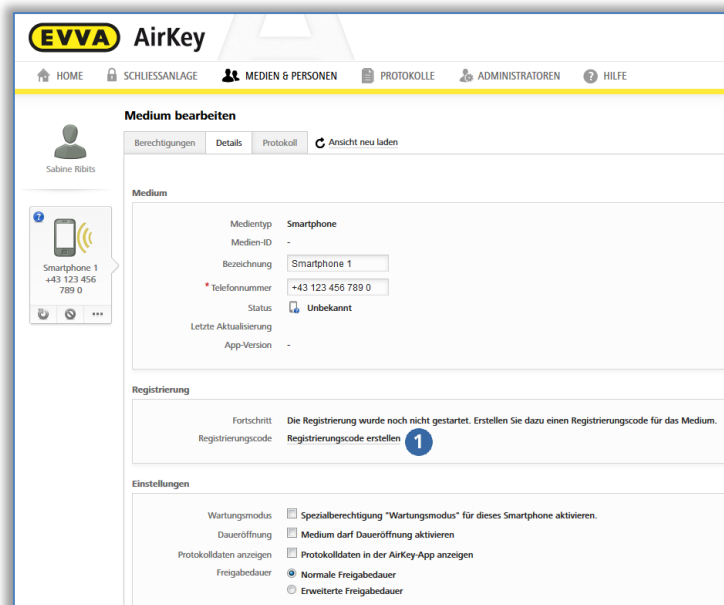 EVVA AirKey
HOME SCHLIESSANLAGE MEDIEN & PERSONEN PROTOKOLLE ADMINISTRATOREN ? HILFE
Medium bearbeiten
Berechtigungen Details Protokoll Ansicht neu laden
Sabine Ribits
?
Smartphone 1
+43 123 456
789 0
Medium
Medientyp Smartphone
Medien-ID -
Bezeichnung Smartphone 1
* Telefonnummer +43 123 456 789 0
Status Unbekannt
Letzte Aktualisierung
App-Version -
Registrierung
Fortschritt Die Registrierung wurde noch nicht gestartet. Erstellen Sie dazu einen Registrierungscode für das Medium.
Registrierungscode Registrierungscode erstellen 1
Einstellungen
Wartungsmodus Spezialberechtigung "Wartungsmodus" für dieses Smartphone aktivieren.
Daueröffnung Medium darf Daueröffnung aktivieren
Protokolldaten anzeigen Protokolldaten in der AirKey-App anzeigen
Freigabedauer Normale Freigabedauer
Erweiterte Freigabedauer